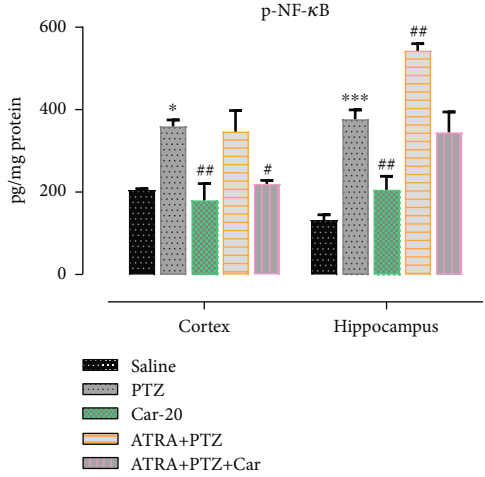 p-NF-κB
pg/mg protein
600
400
200
0
*
##
#
***
##
##
Cortex
Hippocampus
Saline
PTZ
Car-20
ATRA+PTZ
ATRA+PTZ+Car